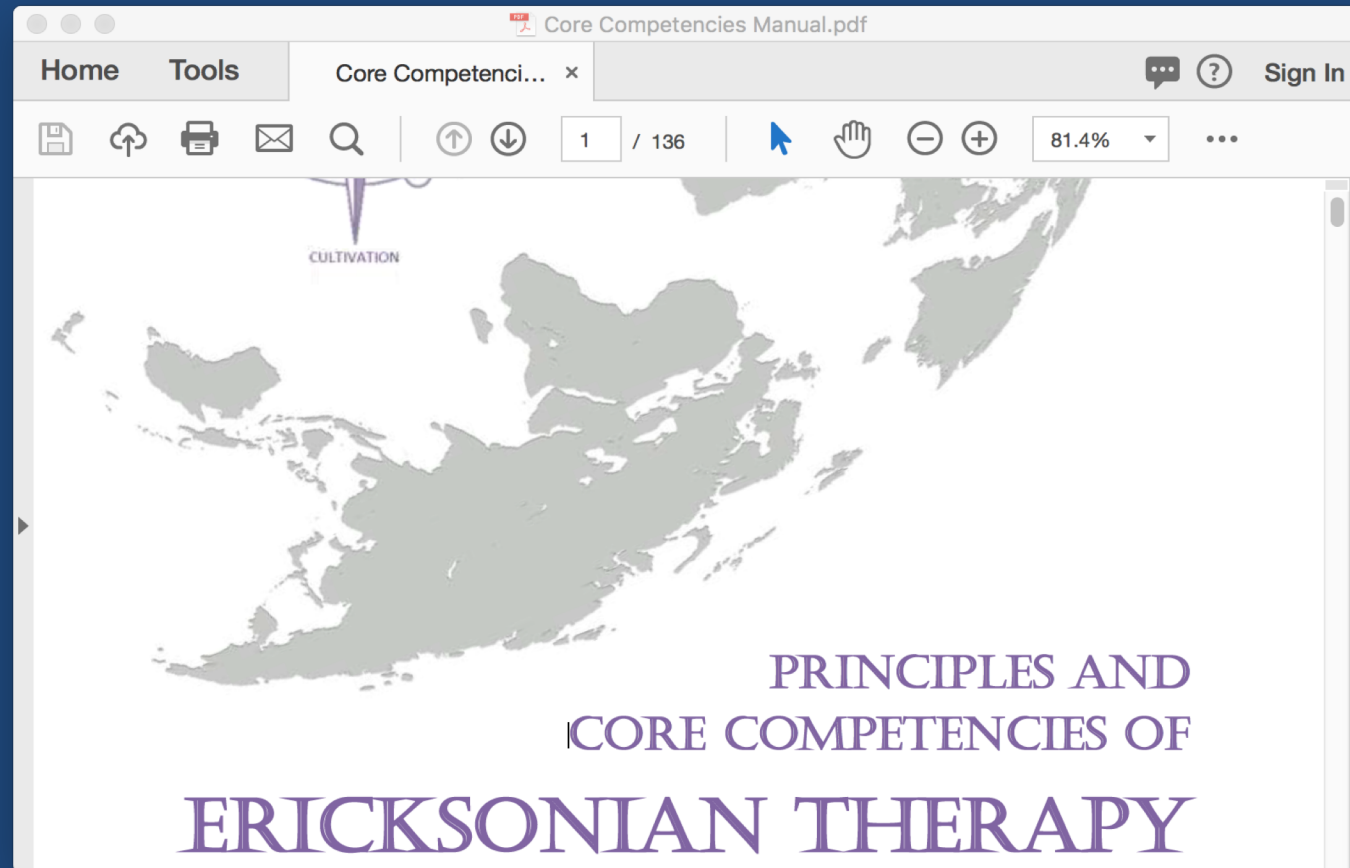 Core Competencies Manual.pdf
Home Tools Core Competenci... × Sign In
1 / 136 81.4%
CULTIVATION
PRINCIPLES AND
CORE COMPETENCIES OF
ERICKSONIAN THERAPY